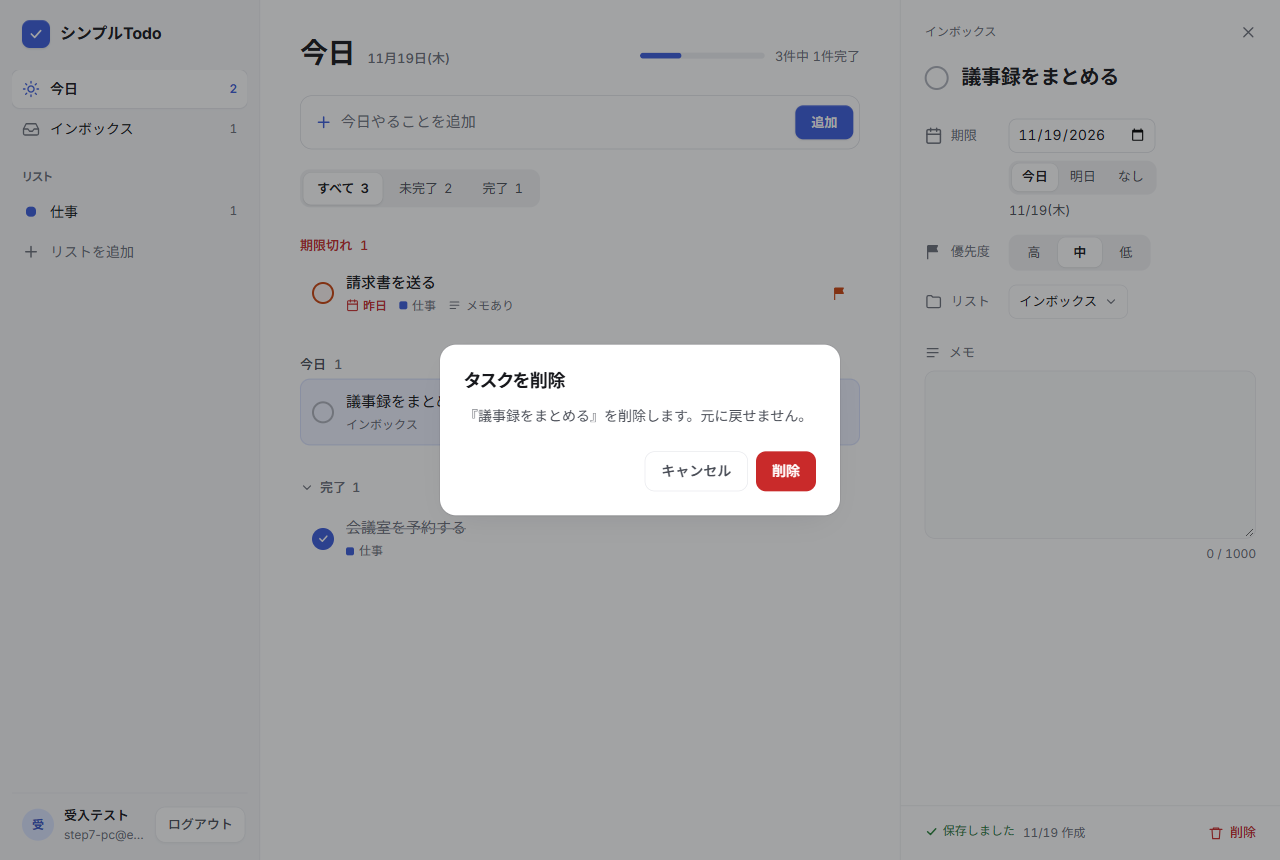 シンプルTodo
今日 2
インボックス 1
リスト
仕事 1
リストを追加
受 受入テスト
step7-pc@e...
ログアウト
今日 11月19日(木)
3件中 1件完了
今日やることを追加
追加
すべて 3 未完了 2 完了 1
期限切れ 1
請求書を送る
昨日 仕事 メモあり
今日 1
議事録をまとめ
インボックス
完了 1
会議室を予約する
仕事
タスクを削除
『議事録をまとめる』を削除します。元に戻せません。
キャンセル 削除
インボックス
議事録をまとめる
期限 11/19/2026
今日 明日 なし
11/19(木)
優先度 高 中 低
リスト インボックス
メモ
0 / 1000
保存しました 11/19 作成
削除